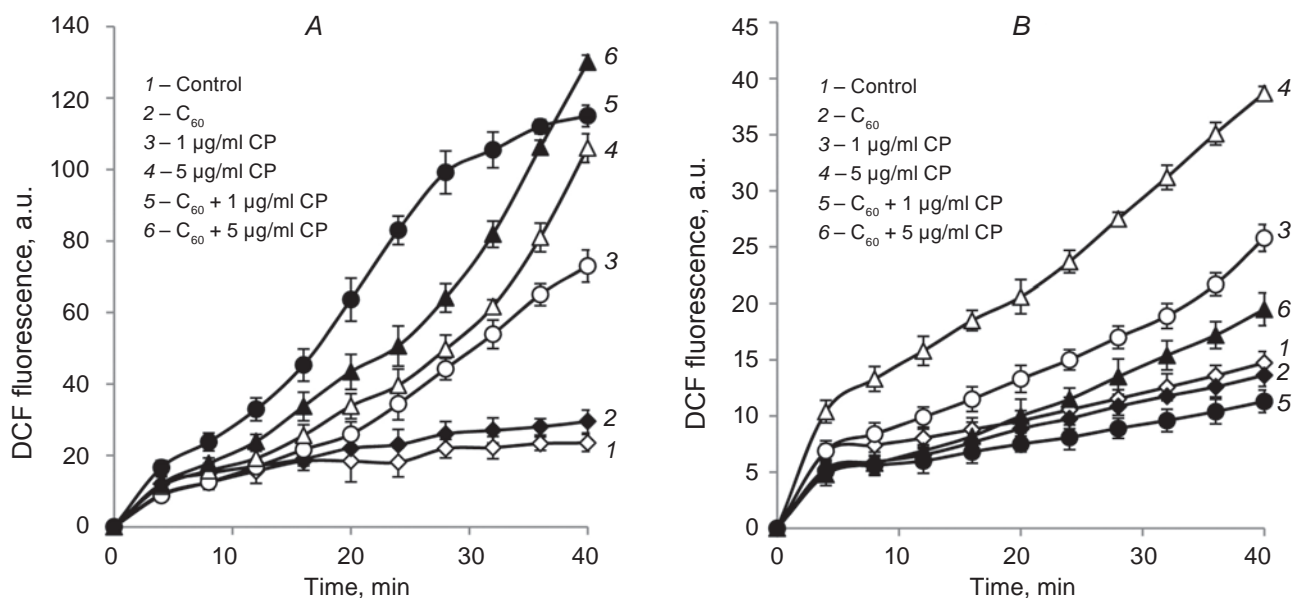 A
DCF fluorescence, a.u.
140
120
100
80
60
40
20
0
1 – Control
2 – C₆₀
3 – 1 µg/ml CP
4 – 5 µg/ml CP
5 – C₆₀ + 1 µg/ml CP
6 – C₆₀ + 5 µg/ml CP
6
5
4
3
2
1
0 10 20 30 40
Time, min
B
DCF fluorescence, a.u.
45
40
35
30
25
20
15
10
5
0
1 – Control
2 – C₆₀
3 – 1 µg/ml CP
4 – 5 µg/ml CP
5 – C₆₀ + 1 µg/ml CP
6 – C₆₀ + 5 µg/ml CP
4
3
6
1
2
5
0 10 20 30 40
Time, min